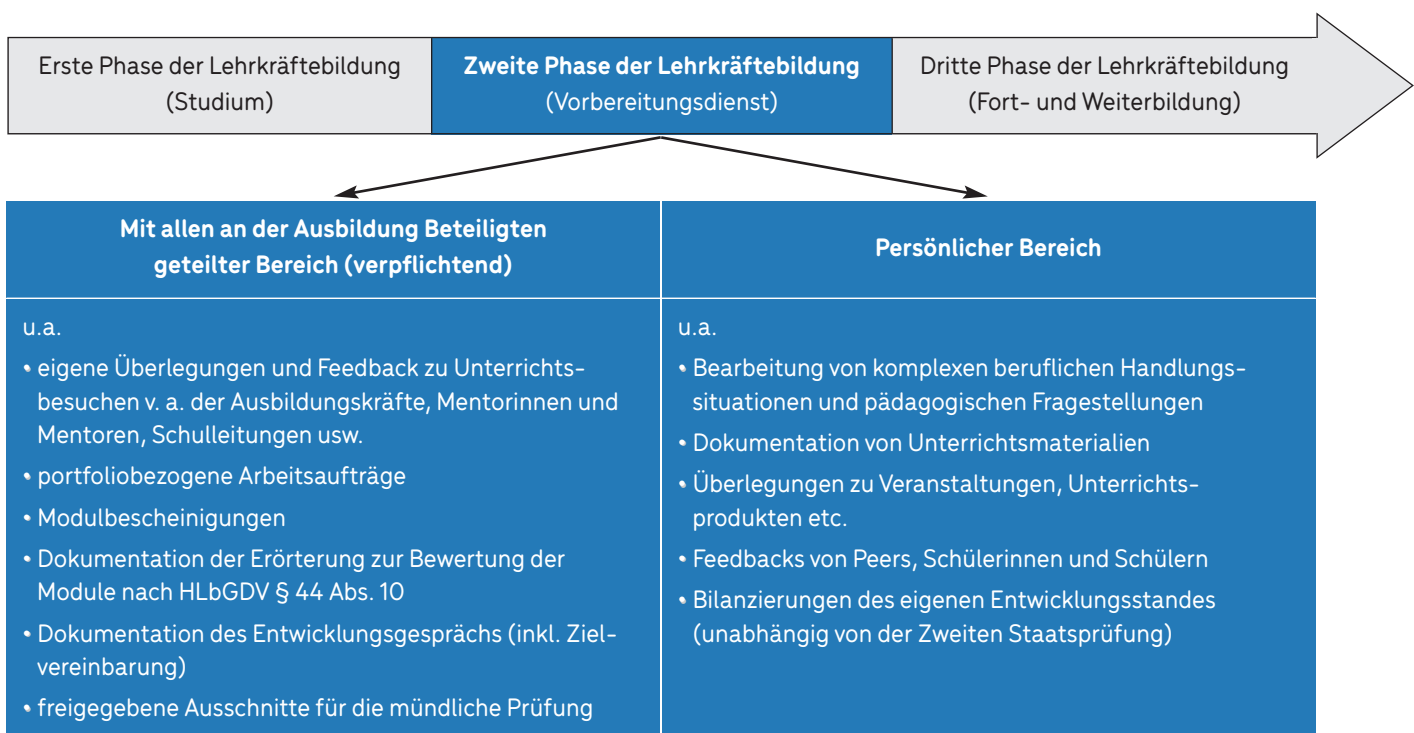 Erste Phase der Lehrkräftebildung
(Studium)
Zweite Phase der Lehrkräftebildung
(Vorbereitungsdienst)
Dritte Phase der Lehrkräftebildung
(Fort- und Weiterbildung)
Mit allen an der Ausbildung Beteiligten
geteilter Bereich (verpflichtend)
Persönlicher Bereich
u.a.
• eigene Überlegungen und Feedback zu Unterrichts-
besuchen v. a. der Ausbildungskräfte, Mentorinnen und
Mentoren, Schulleitungen usw.
• portfoliobezogene Arbeitsaufträge
• Modulbescheinigungen
• Dokumentation der Erörterung zur Bewertung der
Module nach HLbGDV § 44 Abs. 10
• Dokumentation des Entwicklungsgesprächs (inkl. Ziel-
vereinbarung)
• freigegebene Ausschnitte für die mündliche Prüfung
u.a.
• Bearbeitung von komplexen beruflichen Handlungs-
situationen und pädagogischen Fragestellungen
• Dokumentation von Unterrichtsmaterialien
• Überlegungen zu Veranstaltungen, Unterrichts-
produkten etc.
• Feedbacks von Peers, Schülerinnen und Schülern
• Bilanzierungen des eigenen Entwicklungsstandes
(unabhängig von der Zweiten Staatsprüfung)